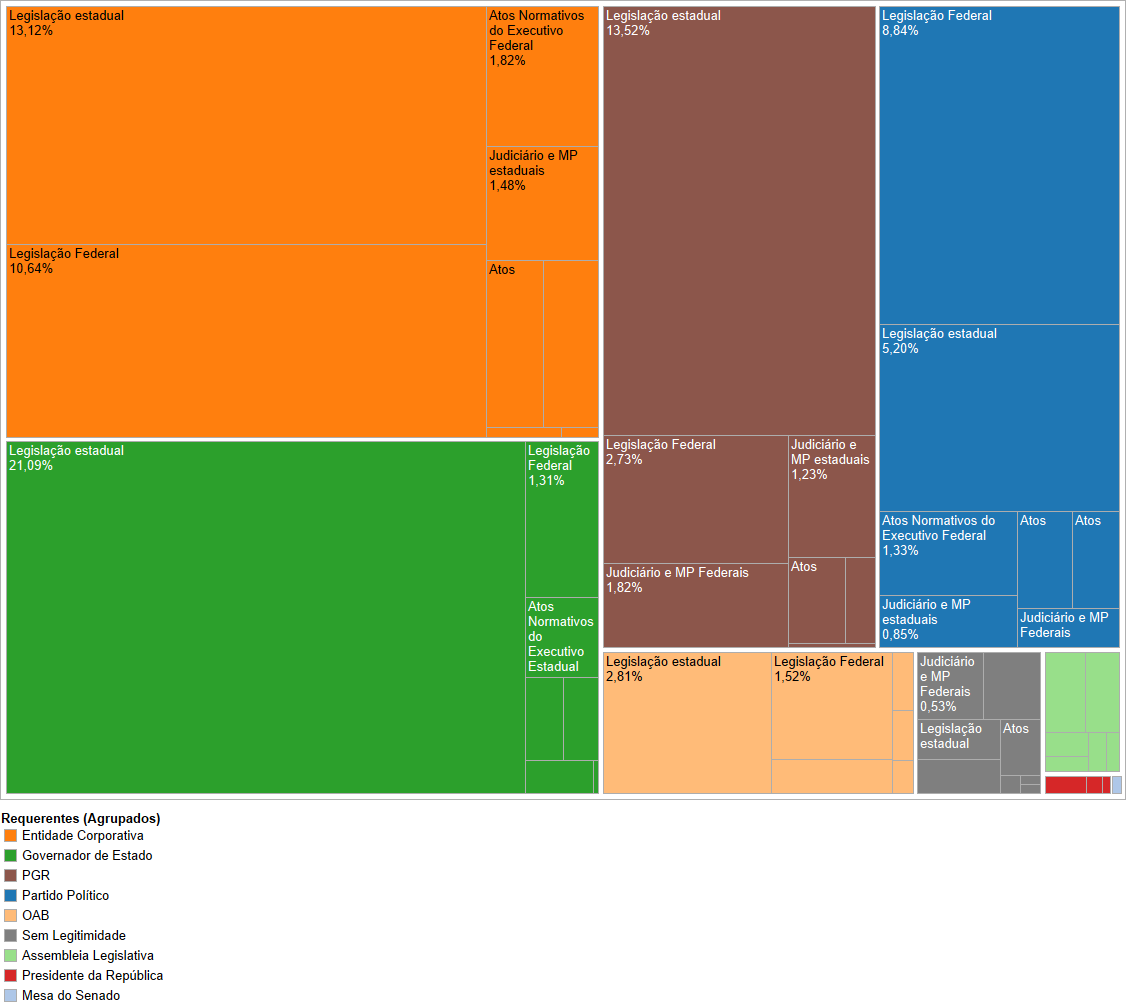 Legislação estadual
13,12%
Atos Normativos
do Executivo
Federal
1,82%
Judiciário e MP
estaduais
1,48%
Legislação Federal
10,64%
Atos
Legislação estadual
21,09%
Legislação
Federal
1,31%
Atos
Normativos
do
Executivo
Estadual
Legislação estadual
13,52%
Legislação Federal
2,73%
Judiciário e
MP estaduais
1,23%
Judiciário e MP Federais
1,82%
Atos
Legislação Federal
8,84%
Legislação estadual
5,20%
Atos Normativos do
Executivo Federal
1,33%
Atos
Atos
Judiciário e MP
estaduais
0,85%
Judiciário e MP
Federais
Legislação estadual
2,81%
Legislação Federal
1,52%
Judiciário
e MP
Federais
0,53%
Legislação
estadual
Atos
Requerentes (Agrupados)
Entidade Corporativa
Governador de Estado
PGR
Partido Político
OAB
Sem Legitimidade
Assembleia Legislativa
Presidente da República
Mesa do Senado